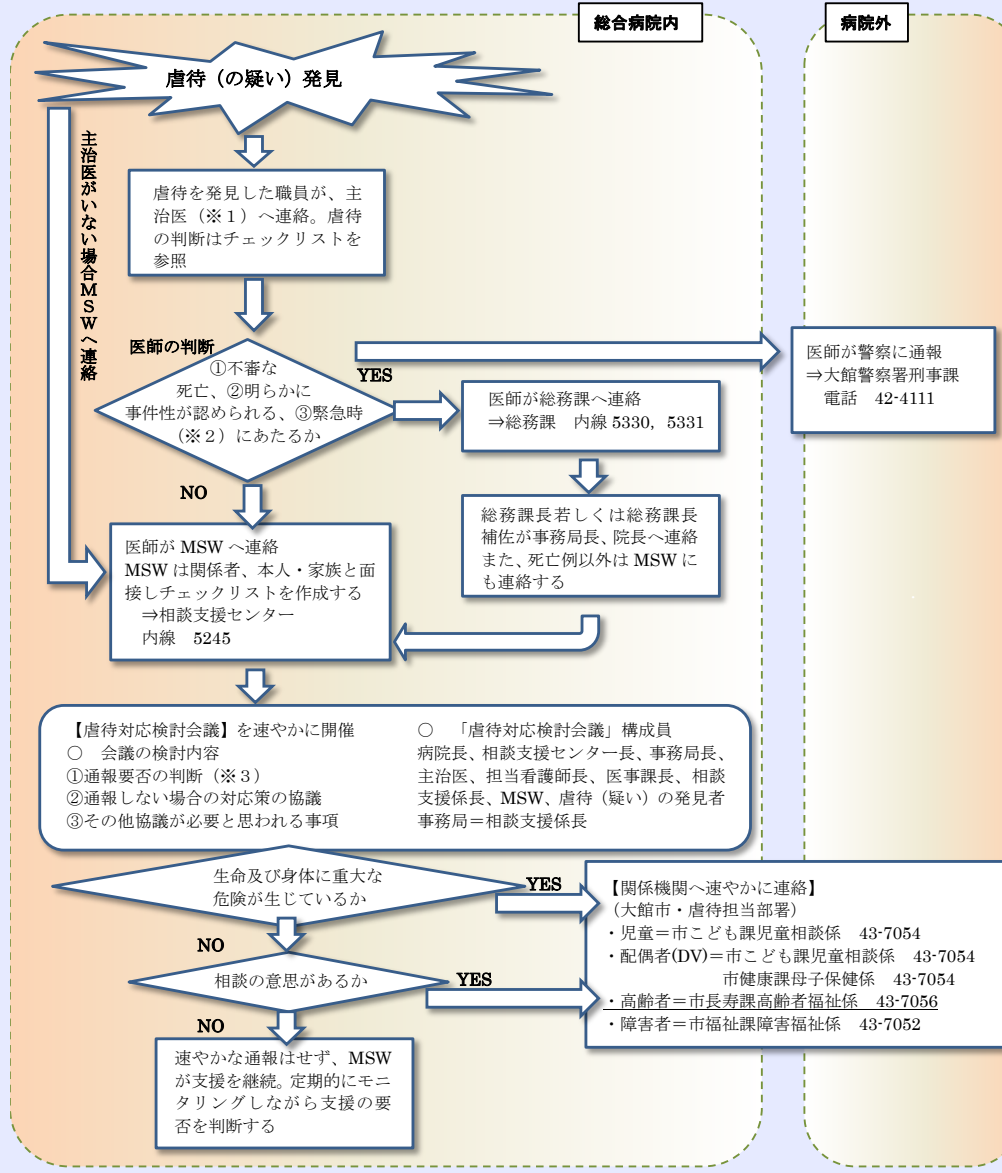 総合病院内
病院外
虐待（の疑い）発見
主治医がいない場合MSWへ連絡
虐待を発見した職員が、主
治医（※１）へ連絡。虐待
の判断はチェックリストを
参照
医師の判断
①不審な
死亡、②明らかに
事件性が認められる、③緊急時
（※２）にあたるか
YES
医師が警察に通報
⇒大館警察署刑事課
電話　42-4111
医師が総務課へ連絡
⇒総務課　内線 5330，5331
NO
総務課長若しくは総務課長
補佐が事務局長、院長へ連絡
また、死亡例以外は MSW に
も連絡する
医師が MSW へ連絡
MSW は関係者、本人・家族と面
接しチェックリストを作成する
⇒相談支援センター
内線　5245
【虐待対応検討会議】を速やかに開催
○　会議の検討内容
①通報要否の判断（※３）
②通報しない場合の対応策の協議
③その他協議が必要と思われる事項
○　「虐待対応検討会議」構成員
病院長、相談支援センター長、事務局長、
主治医、担当看護師長、医事課長、相談
支援係長、MSW、虐待（疑い）の発見者
事務局＝相談支援係長
生命及び身体に重大な
危険が生じているか
YES
NO
相談の意思があるか
YES
NO
【関係機関へ速やかに連絡】
（大館市・虐待担当部署）
・児童＝市こども課児童相談係　43-7054
・配偶者(DV)＝市こども課児童相談係　43-7054
市健康課母子保健係　43-7054
・高齢者＝市長寿課高齢者福祉係　43-7056
・障害者＝市福祉課障害福祉係　43-7052
速やかな通報はせず、MSW
が支援を継続。定期的にモニ
タリングしながら支援の要
否を判断する